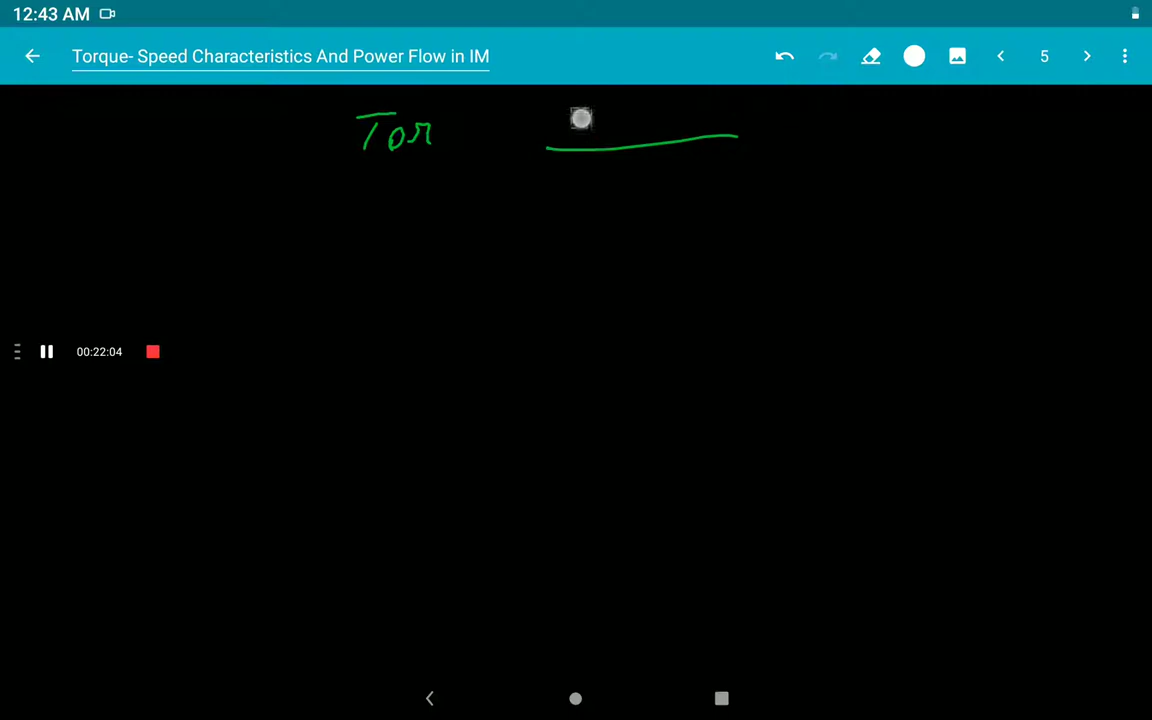 12:43 AM
Torque- Speed Characteristics And Power Flow in IM
5
Tor
00:22:04